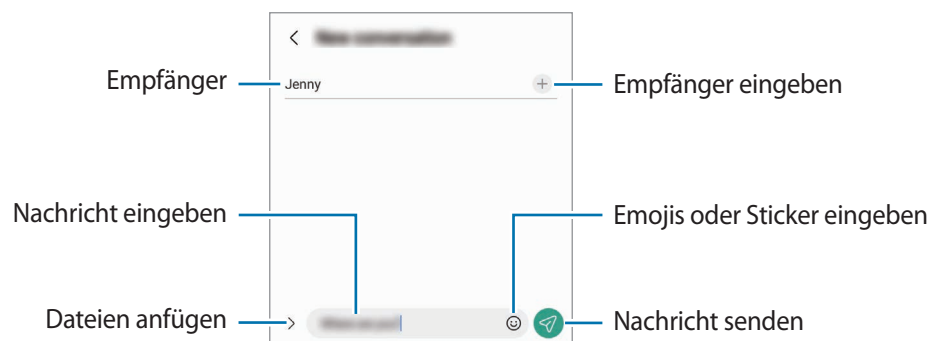 Empfänger
Jenny
Empfänger eingeben
Nachricht eingeben
Emojis oder Sticker eingeben
Dateien anfügen
Nachricht senden